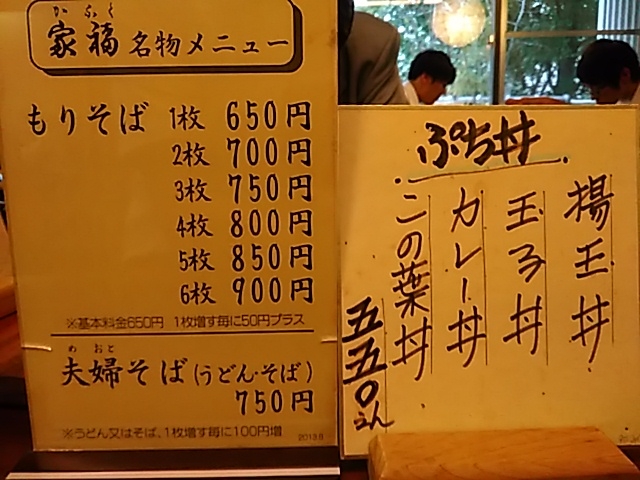 かふく
家福 名物メニュー
もりそば 1枚 650円
2枚 700円
3枚 750円
4枚 800円
5枚 850円
6枚 900円
※基本料金650円 1枚増す毎に50円プラス
めおと
夫婦そば(うどん・そば)
750円
※うどん又はそば、1枚増す毎に100円増
2013.8
ぷち丼
揚玉丼
玉子丼
カレー丼
この葉丼
五五〇えん